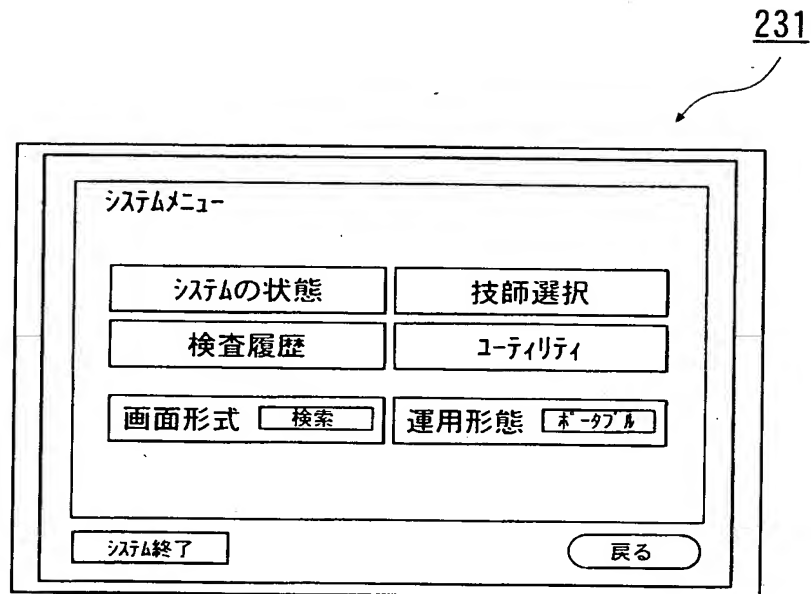 231
ｼｽﾃﾑﾒﾆｭｰ
ｼｽﾃﾑの状態 技師選択
検査履歴 ﾕｰﾃｨﾘﾃｨ
画面形式 検索 運用形態 ﾎﾟｰﾀﾌﾞﾙ
ｼｽﾃﾑ終了 戻る